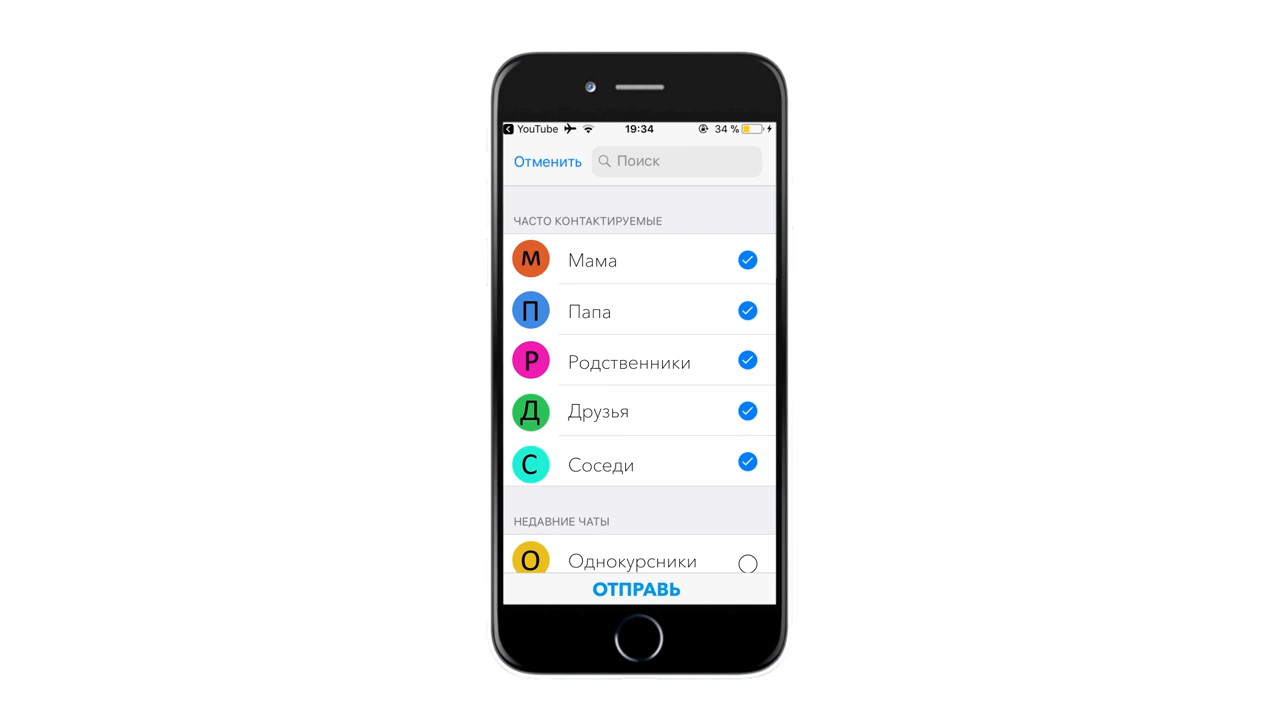 YouTube 19:34 34 %
Отменить Поиск
ЧАСТО КОНТАКТИРУЕМЫЕ
М Мама
П Папа
Р Родственники
Д Друзья
С Соседи
НЕДАВНИЕ ЧАТЫ
О Однокурсники
ОТПРАВЬ